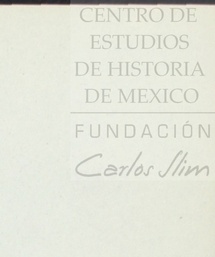 CENTRO DE
ESTUDIOS
DE HISTORIA
DE MEXICO
FUNDACIÓN
Carlos Slim